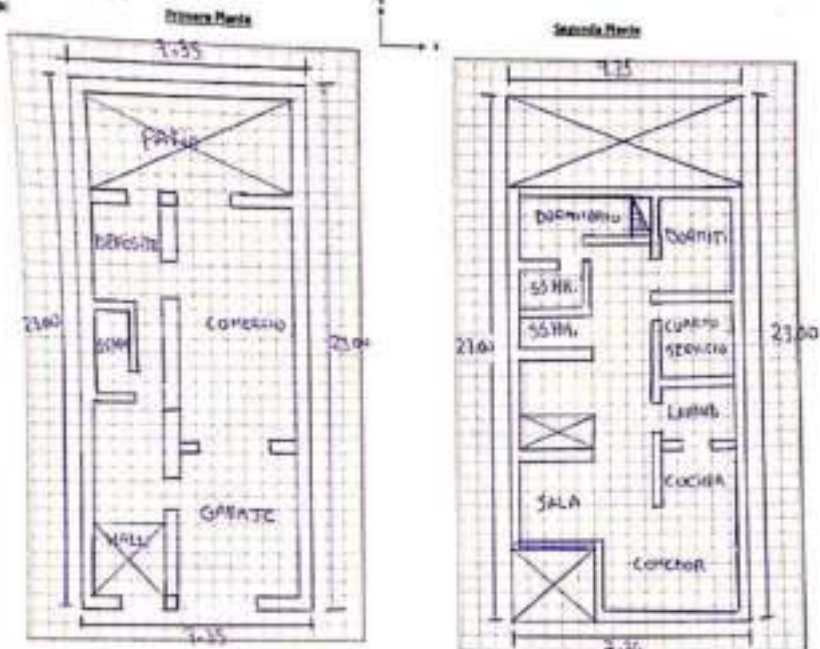 Primera Planta
7.35
PATIO
DEPOSITO
23.00
SSHH
COMERCIO
23.00
GARAJE
HALL
7.35
Segunda Planta
7.35
DORMITORIO
DORMIT.
SS.HH.
SS.HH.
CUARTO
SERVICIO
23.00
23.00
LAVAND
COCINA
SALA
COMEDOR